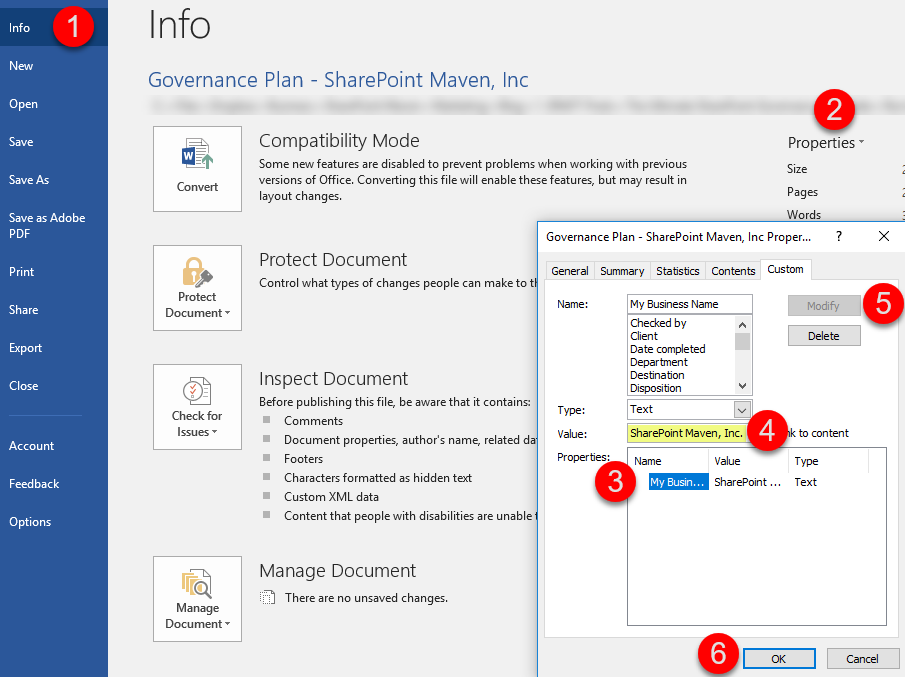 Info
1
New
Open
Save
Save As
Save as Adobe
PDF
Print
Share
Export
Close
Account
Feedback
Options
Info
Governance Plan - SharePoint Maven, Inc
Convert
Compatibility Mode
Some new features are disabled to prevent problems when working with previous
versions of Office. Converting this file will enable these features, but may result in
layout changes.
Protect
Document
Protect Document
Control what types of changes people can make to th
Check for
Issues
Inspect Document
Before publishing this file, be aware that it contains:
Comments
Document properties, author's name, related da
Footers
Characters formatted as hidden text
Custom XML data
Content that people with disabilities are unable t
Manage
Document
Manage Document
There are no unsaved changes.
2
Properties
Size
Pages
Words
Governance Plan - SharePoint Maven, Inc Proper... ?
General Summary Statistics Contents Custom
Name: My Business Name Modify 5
Checked by
Client
Date completed
Department
Destination
Disposition
Delete
Type: Text
Value: SharePoint Maven, Inc. 4 nk to content
Properties: Name Value Type
3 My Busin... SharePoint ... Text
6 OK Cancel